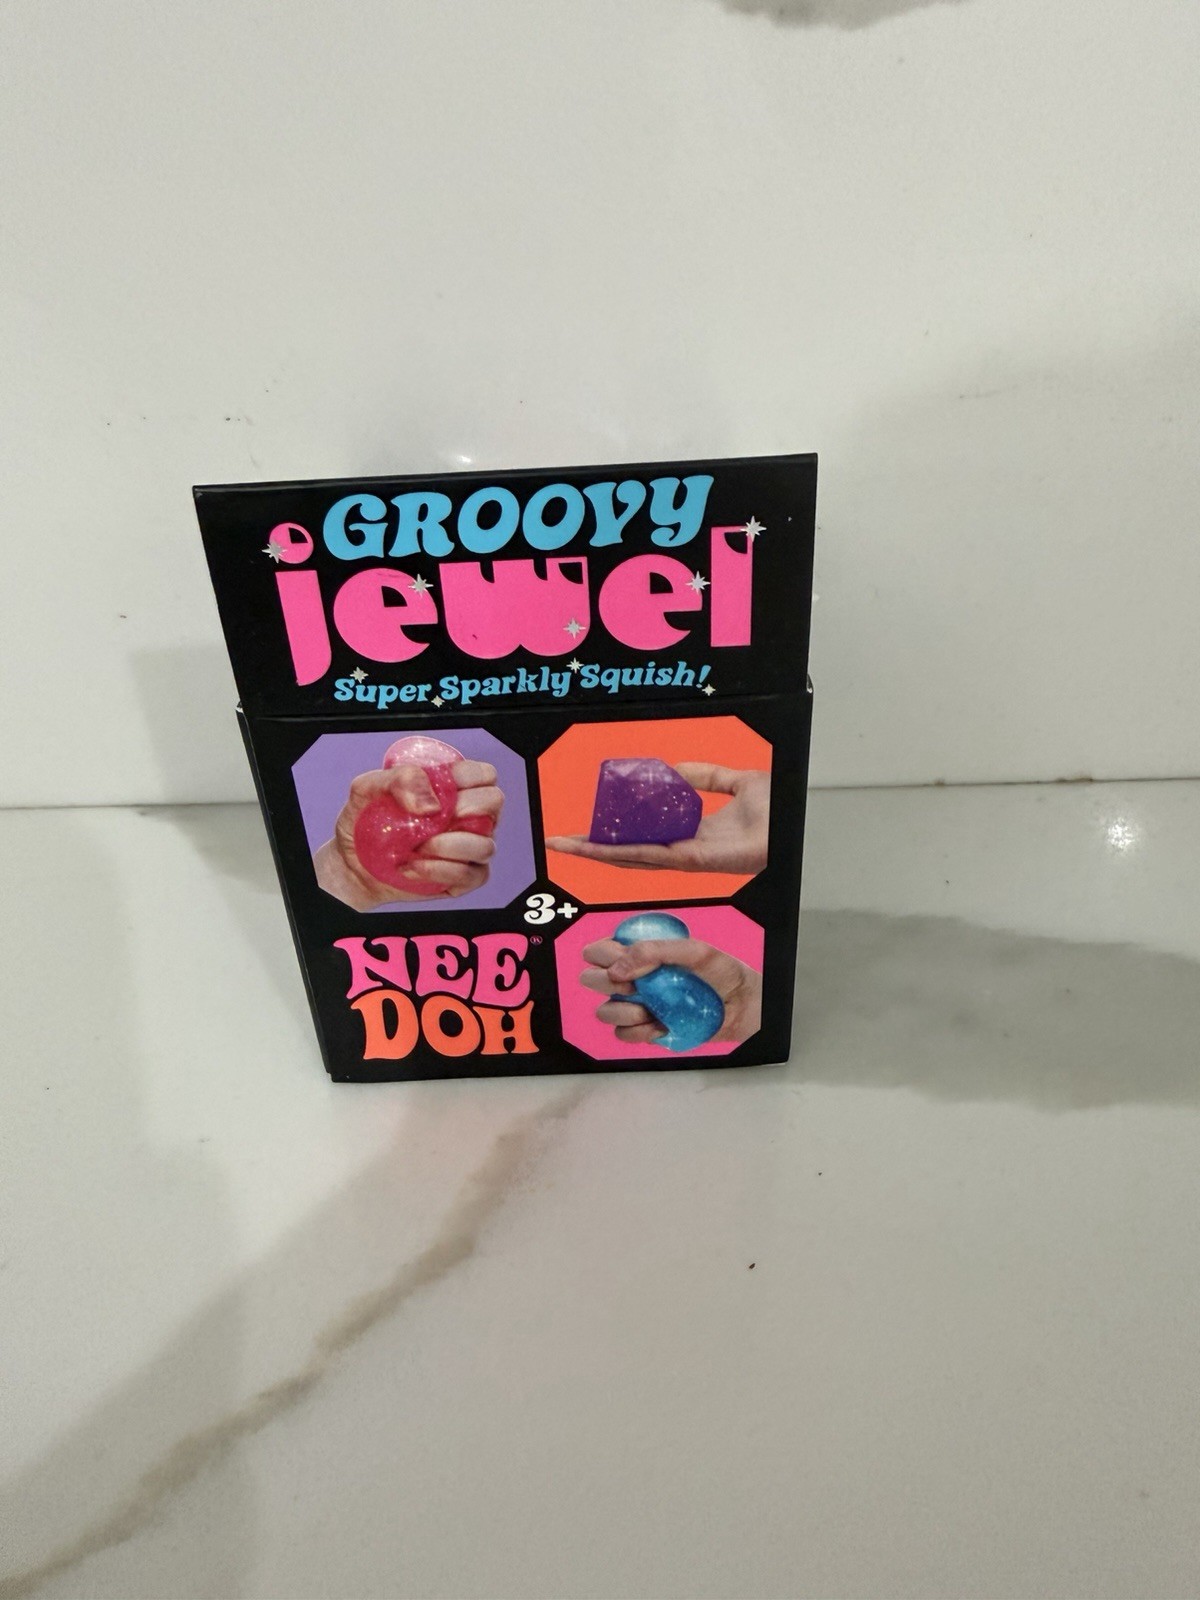 GROOVY
jewel
Super Sparkly Squish!
3+
NEE®
DOH